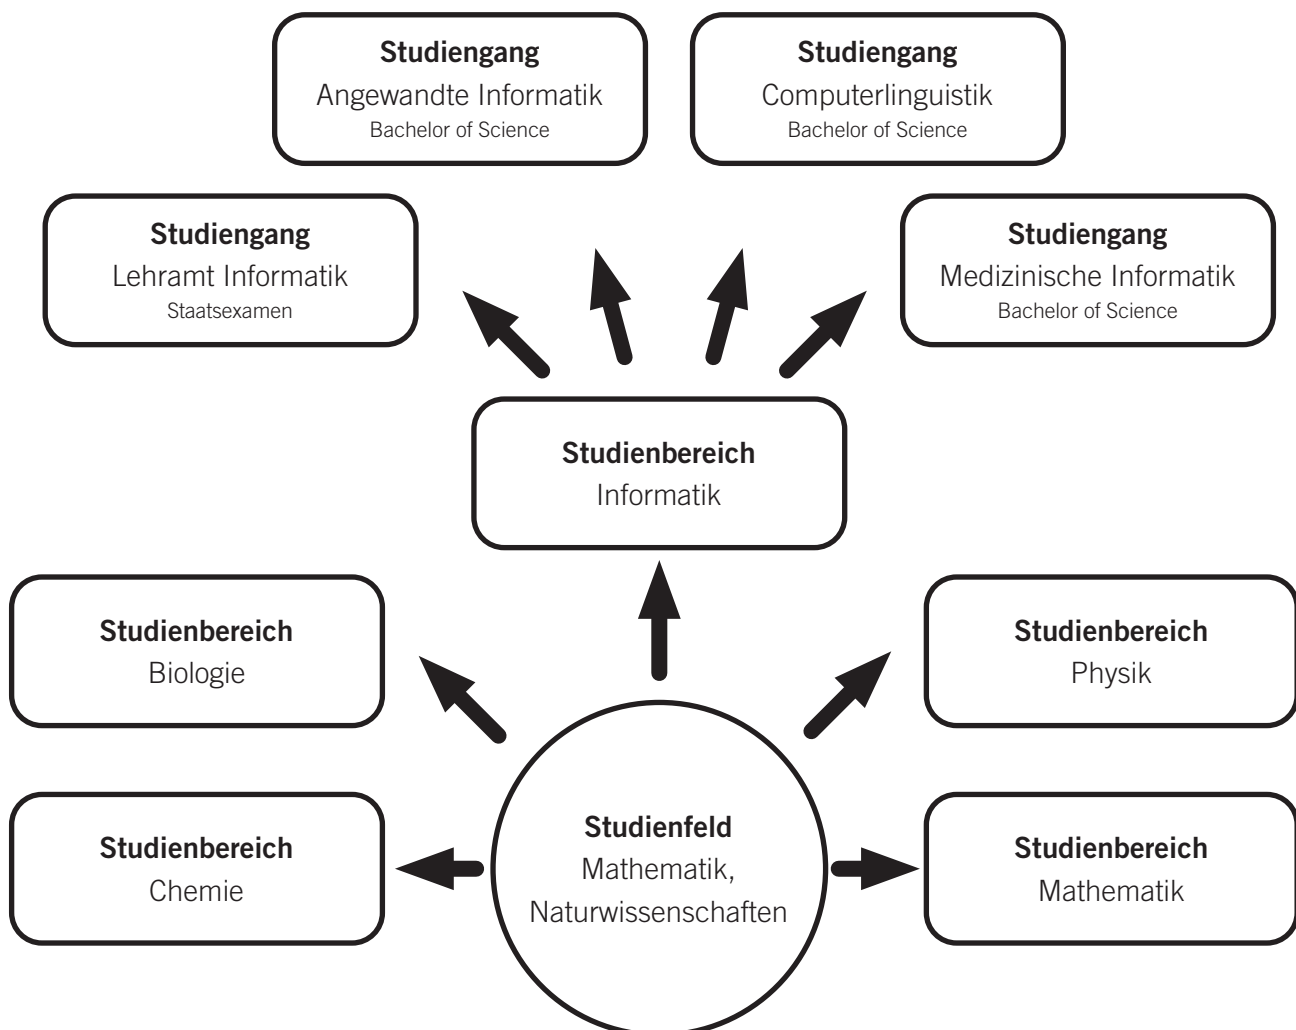 Studiengang
Angewandte Informatik
Bachelor of Science
Studiengang
Computerlinguistik
Bachelor of Science
Studiengang
Lehramt Informatik
Staatsexamen
Studiengang
Medizinische Informatik
Bachelor of Science
Studienbereich
Informatik
Studienbereich
Biologie
Studienbereich
Physik
Studienbereich
Chemie
Studienfeld
Mathematik,
Naturwissenschaften
Studienbereich
Mathematik